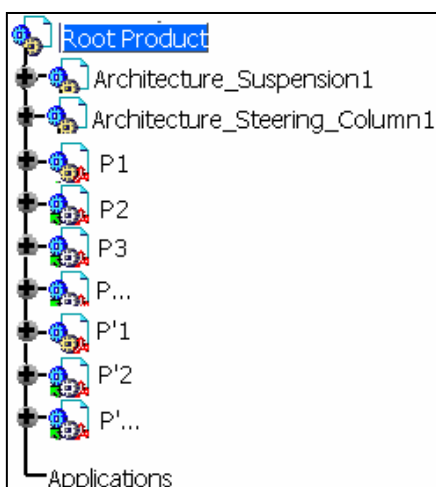 Root Product
Architecture_Suspension1
Architecture_Steering_Column1
P1
P2
P3
P...
P'1
P'2
P'...
Applications